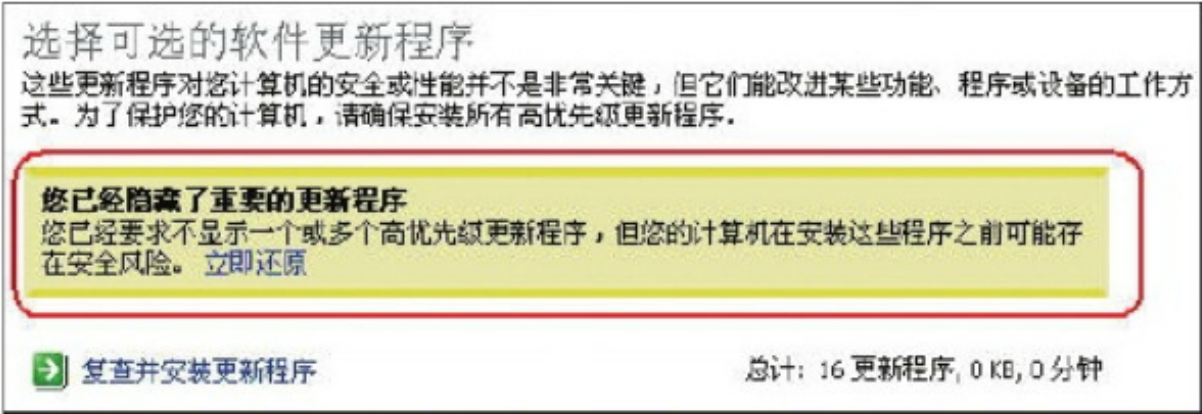 选择可选的软件更新程序
这些更新程序对您计算机的安全或性能并不是非常关键，但它们能改进某些功能、程序或设备的工作方
式。为了保护您的计算机，请确保安装所有高优先级更新程序.
您已经隐藏了重要的更新程序
您已经要求不显示一个或多个高优先级更新程序，但您的计算机在安装这些程序之前可能存
在安全风险。 立即还原
复查并安装更新程序 总计: 16 更新程序, 0 KB, 0 分钟